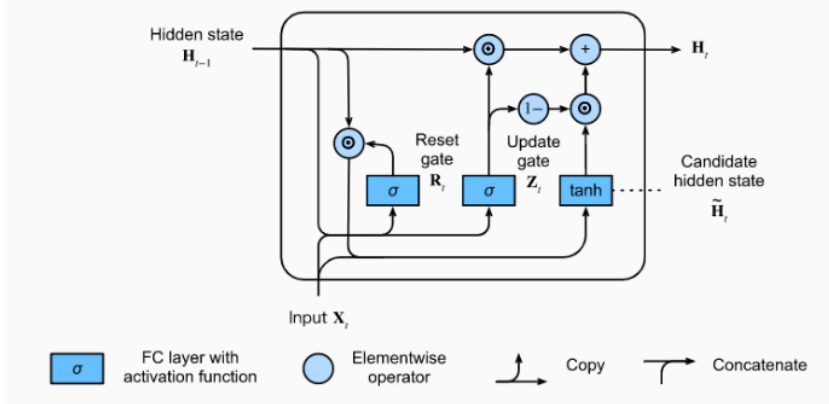 Hidden state
H_{t−1}
H_t
1−
+
Reset
gate
R_t
Update
gate
Z_t
σ
σ
tanh
Candidate
hidden state
H̃_t
Input X_t
σ
FC layer with
activation function
Elementwise
operator
Copy
Concatenate